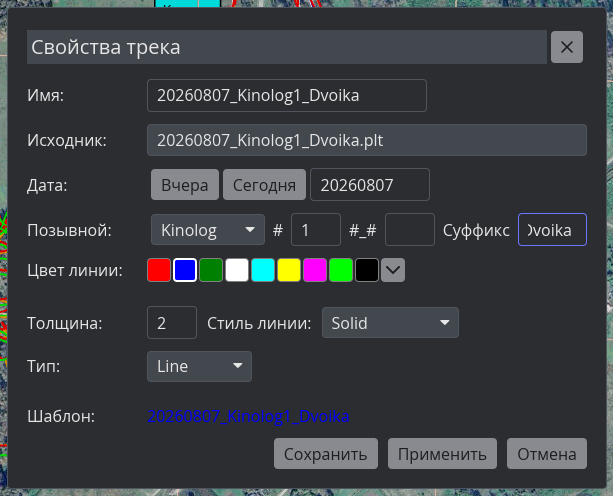 Свойства трека
Имя: 20260807_Kinolog1_Dvoika
Исходник: 20260807_Kinolog1_Dvoika.plt
Дата: Вчера Сегодня 20260807
Позывной: Kinolog # 1 #_# Суффикс Dvoika
Цвет линии:
Толщина: 2 Стиль линии: Solid
Тип: Line
Шаблон: 20260807_Kinolog1_Dvoika
Сохранить Применить Отмена